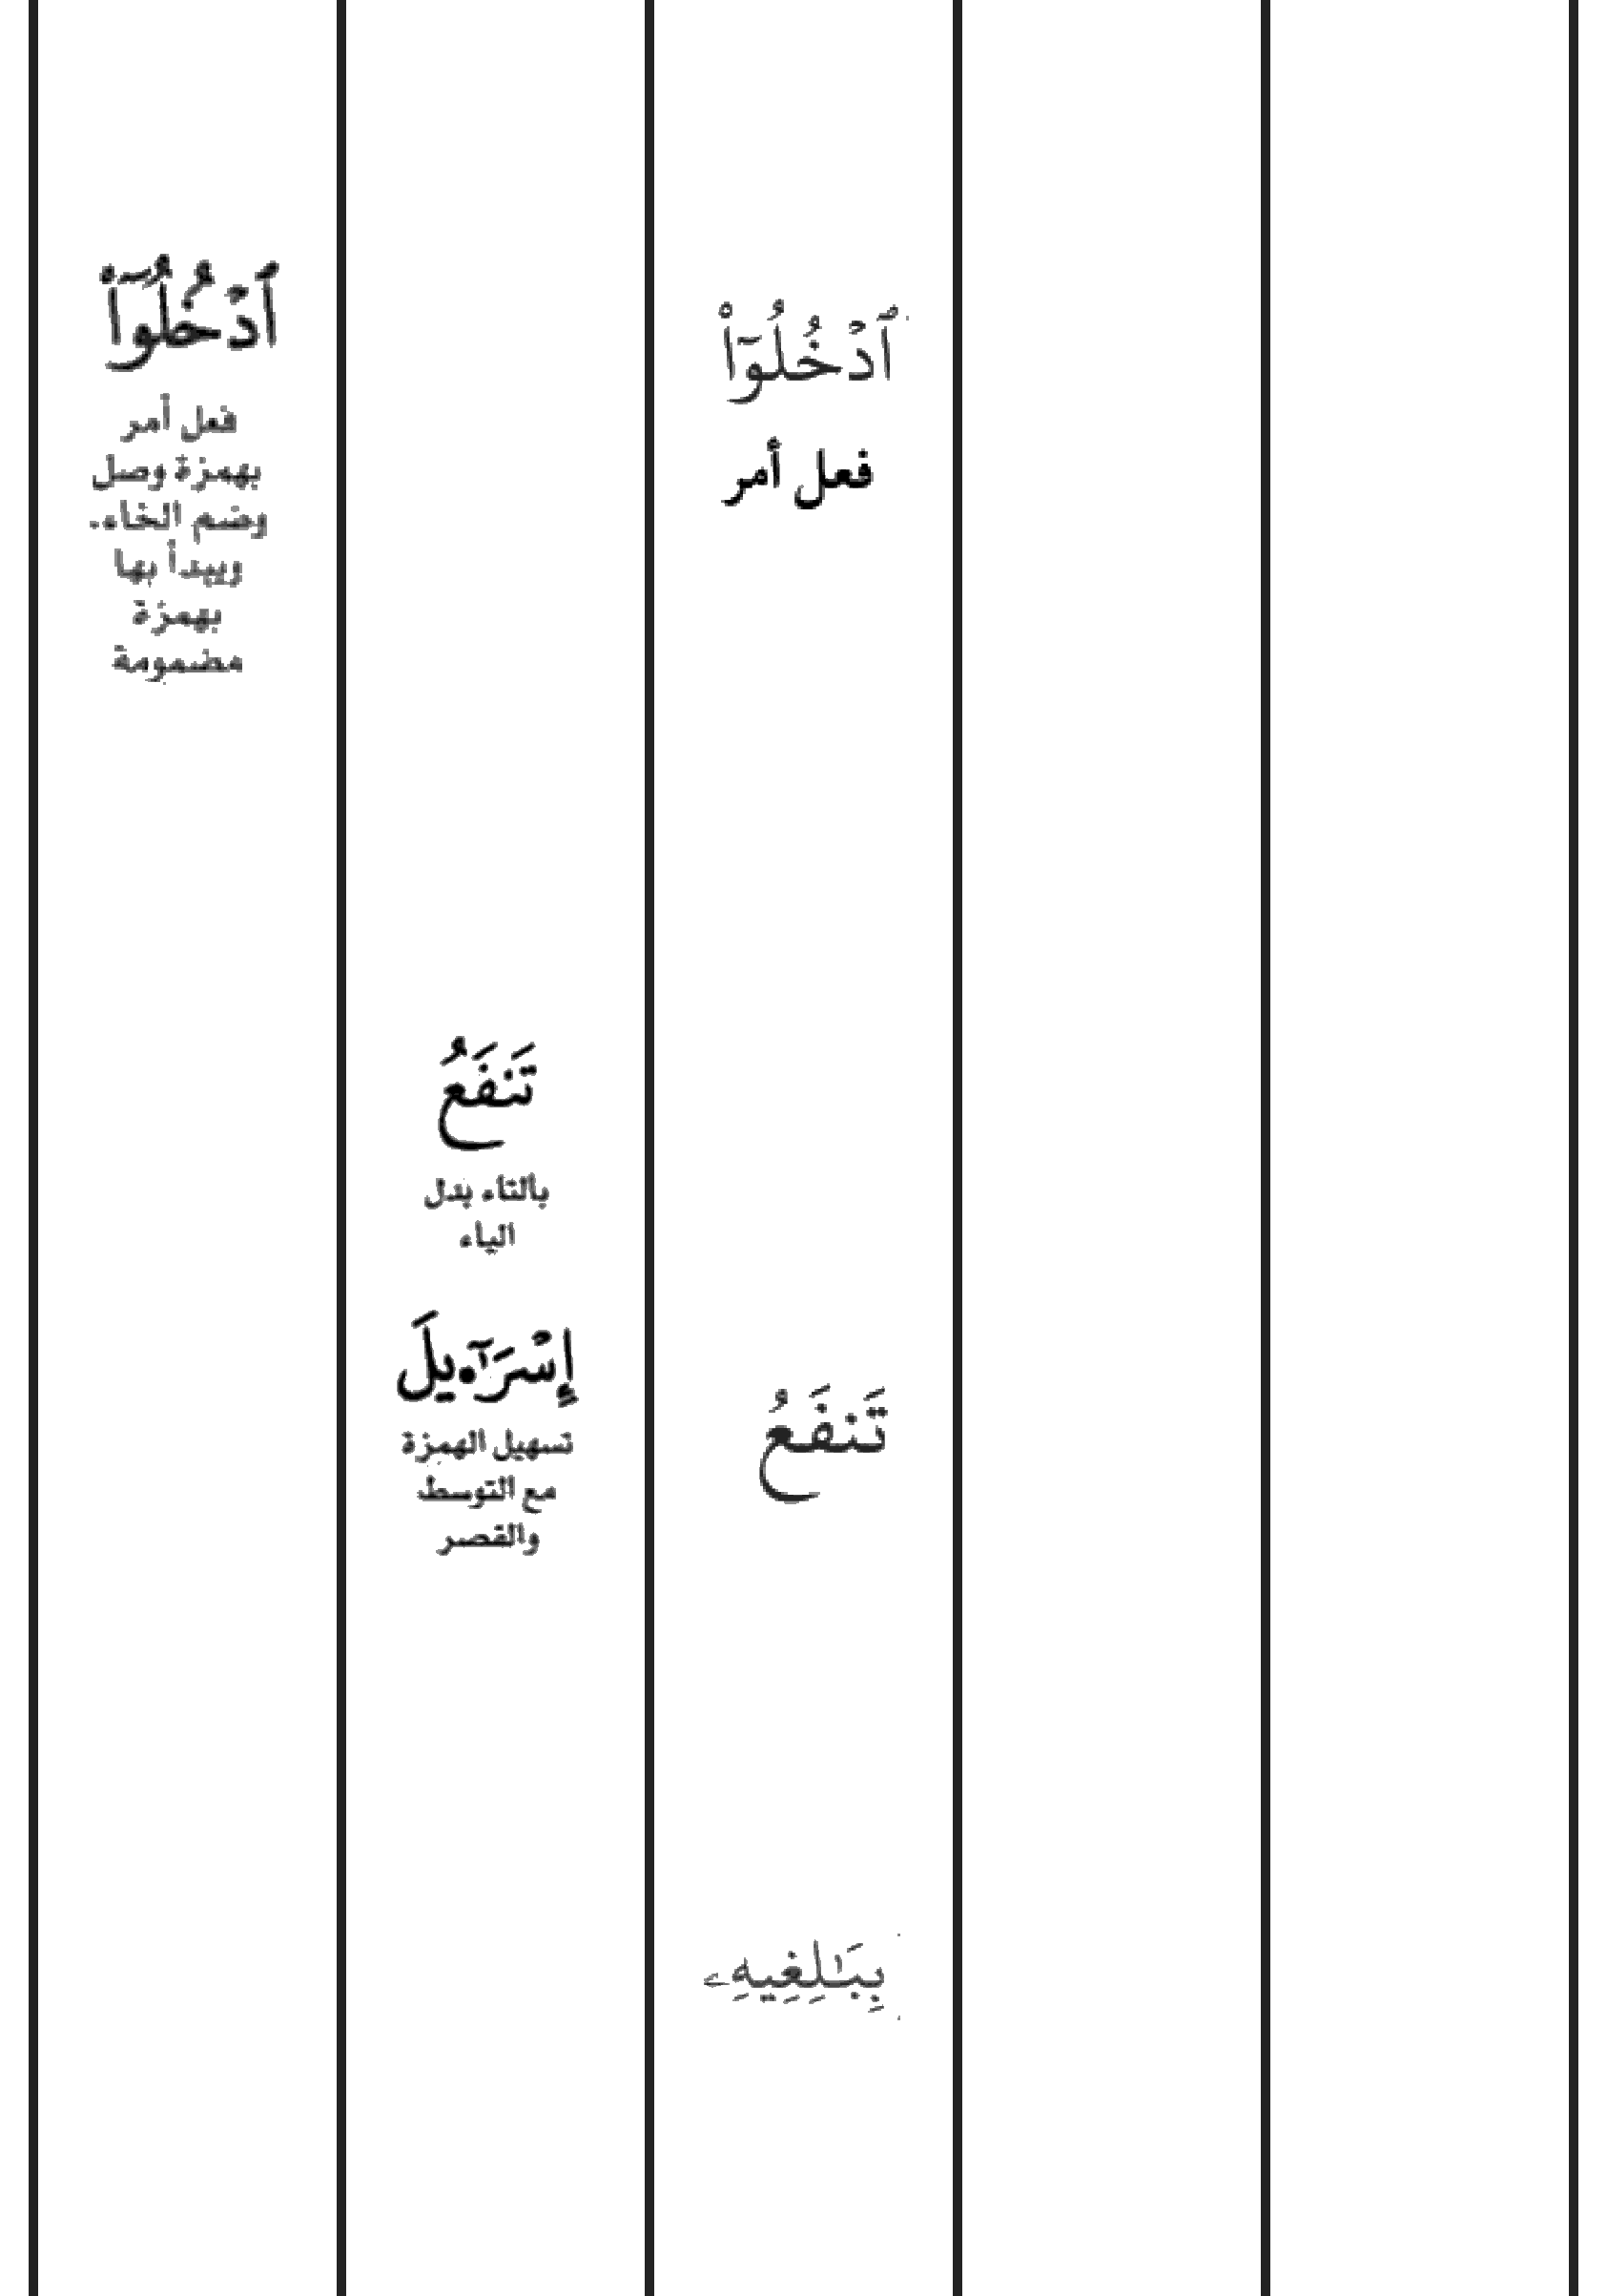 ٱدۡخُلُوٓاْ
فعل أمر
تَنفَعُ
بِبَٰلِغِيهِۦ
تَنفَعُ
بالتاء بدل
الياء
إِسۡرَٰٓ•يلَ
تسهيل الهمزة
مع التوسط
والقصر
ٱدۡخُلُوٓاْ
فعل أمر
بهمزة وصل
وضم الخاء.
ويبدأ بها
بهمزة
مضمومة